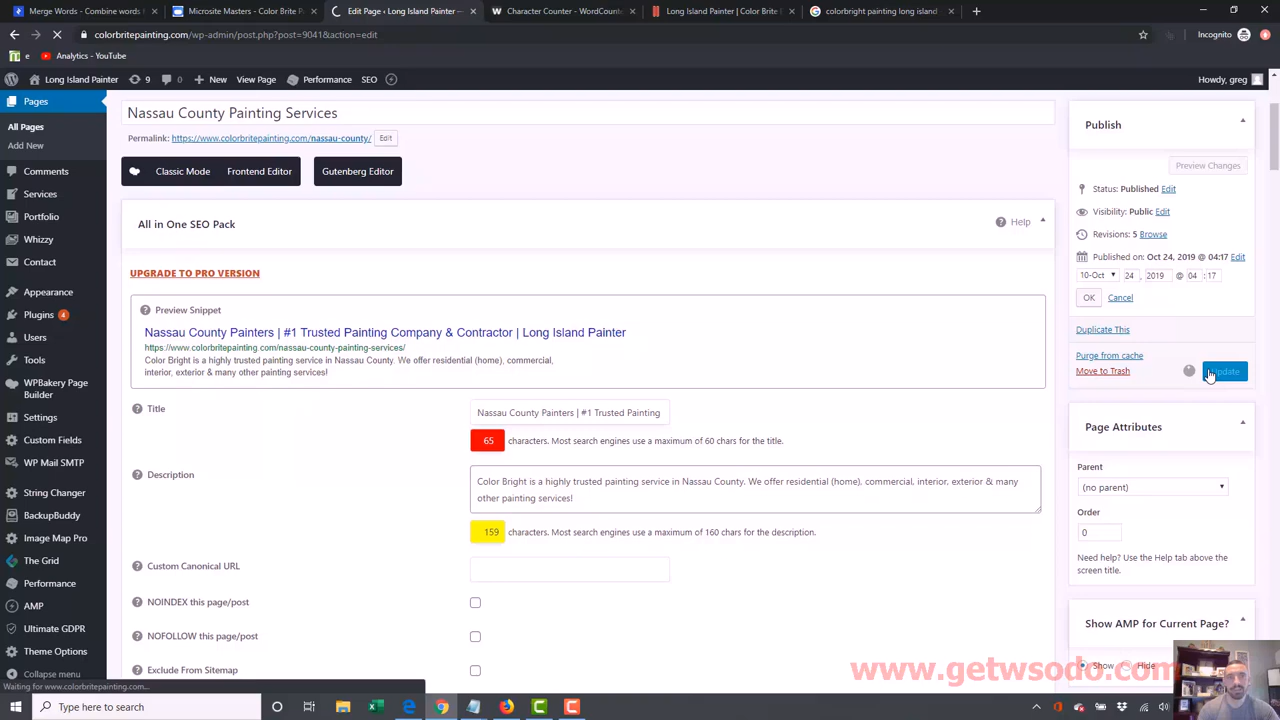 Merge Words - Combine words
Microsite Masters - Color Brite P
Edit Page ‹ Long Island Painter —
Character Counter - WordCount
Long Island Painter | Color Brite P
colorbright painting long island
Incognito
colorbritepainting.com/wp-admin/post.php?post=9041&action=edit
e
Analytics - YouTube
Long Island Painter
9
0
New
View Page
Performance
SEO
Howdy, greg
Pages
All Pages
Add New
Comments
Services
Portfolio
Whizzy
Contact
Appearance
Plugins 4
Users
Tools
WPBakery Page
Builder
Settings
Custom Fields
WP Mail SMTP
String Changer
BackupBuddy
Image Map Pro
The Grid
Performance
AMP
Ultimate GDPR
Theme Options
Collapse menu
Nassau County Painting Services
Permalink: https://www.colorbritepainting.com/nassau-county/ Edit
Classic Mode
Frontend Editor
Gutenberg Editor
All in One SEO Pack
Help
UPGRADE TO PRO VERSION
Preview Snippet
Nassau County Painters | #1 Trusted Painting Company & Contractor | Long Island Painter
https://www.colorbritepainting.com/nassau-county-painting-services/
Color Bright is a highly trusted painting service in Nassau County. We offer residential (home), commercial,
interior, exterior & many other painting services!
Title
Nassau County Painters | #1 Trusted Painting
65 characters. Most search engines use a maximum of 60 chars for the title.
Description
Color Bright is a highly trusted painting service in Nassau County. We offer residential (home), commercial, interior, exterior & many
other painting services!
159 characters. Most search engines use a maximum of 160 chars for the description.
Custom Canonical URL
NOINDEX this page/post
NOFOLLOW this page/post
Exclude From Sitemap
Publish
Preview Changes
Status: Published Edit
Visibility: Public Edit
Revisions: 5 Browse
Published on: Oct 24, 2019 @ 04:17 Edit
10-Oct 24 , 2019 @ 04 : 17
OK Cancel
Duplicate This
Purge from cache
Move to Trash
Update
Page Attributes
Parent
(no parent)
Order
0
Need help? Use the Help tab above the
screen title.
Show AMP for Current Page?
Show
Hide
www.getwsodo.com
Waiting for www.colorbritepainting.com...
Type here to search